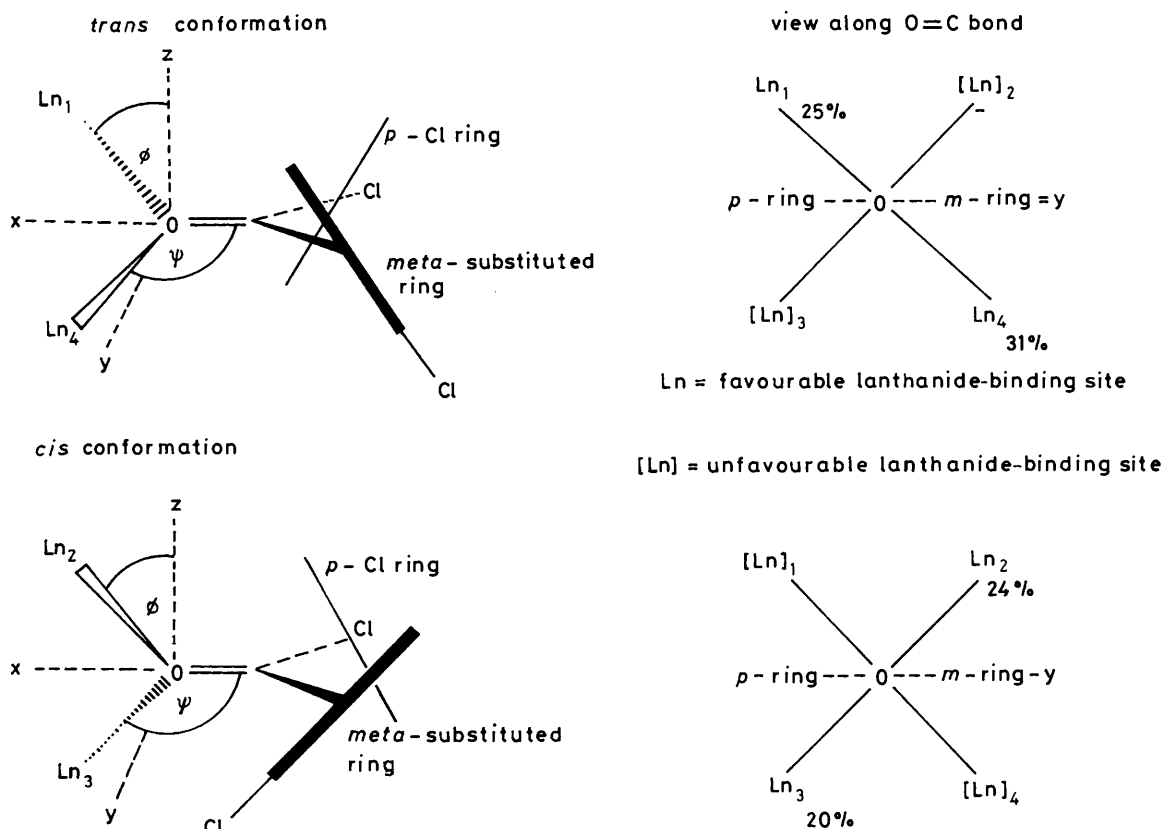 trans conformation
z
Ln₁
ø
p – Cl ring
Cl
x
O
ψ
meta – substituted
ring
Ln₄
y
Cl
view along O=C bond
Ln₁
25%
[Ln]₂
–
p – ring
O
m – ring = y
[Ln]₃
Ln₄
31%
Ln = favourable lanthanide-binding site
cis conformation
[Ln] = unfavourable lanthanide-binding site
z
Ln₂
ø
p – Cl ring
Cl
x
O
ψ
meta – substituted
ring
Ln₃
y
Cl
[Ln]₁
Ln₂
24%
p – ring
O
m – ring – y
Ln₃
20%
[Ln]₄